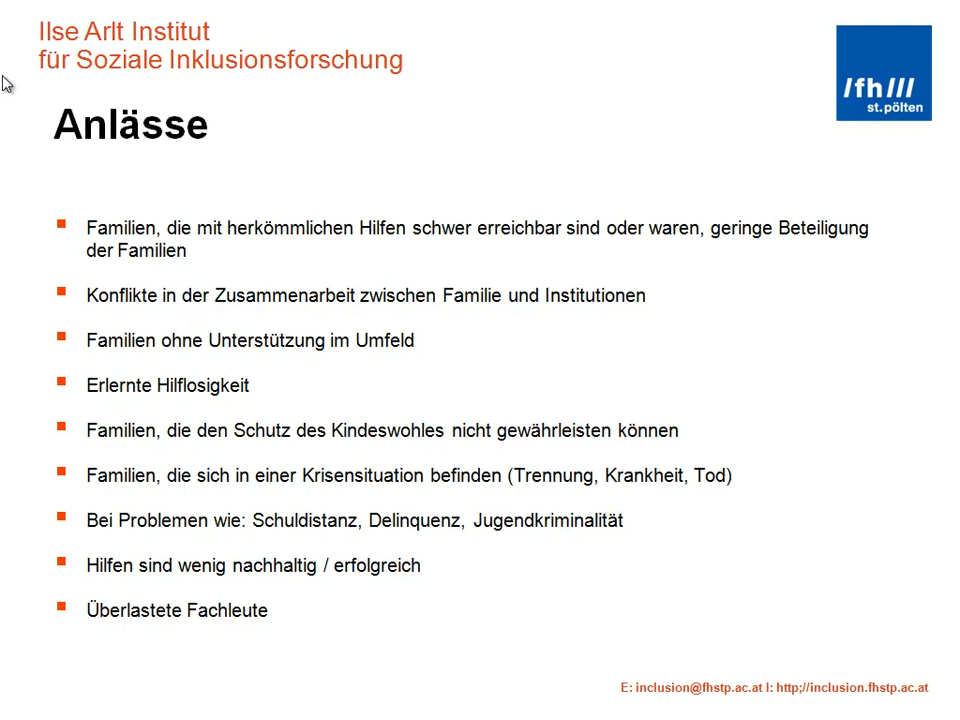 Ilse Arlt Institut
für Soziale Inklusionsforschung
/fh///
st.pölten
Anlässe
Familien, die mit herkömmlichen Hilfen schwer erreichbar sind oder waren, geringe Beteiligung
der Familien
Konflikte in der Zusammenarbeit zwischen Familie und Institutionen
Familien ohne Unterstützung im Umfeld
Erlernte Hilflosigkeit
Familien, die den Schutz des Kindeswohles nicht gewährleisten können
Familien, die sich in einer Krisensituation befinden (Trennung, Krankheit, Tod)
Bei Problemen wie: Schuldistanz, Delinquenz, Jugendkriminalität
Hilfen sind wenig nachhaltig / erfolgreich
Überlastete Fachleute
E: inclusion@fhstp.ac.at I: http;//inclusion.fhstp.ac.at